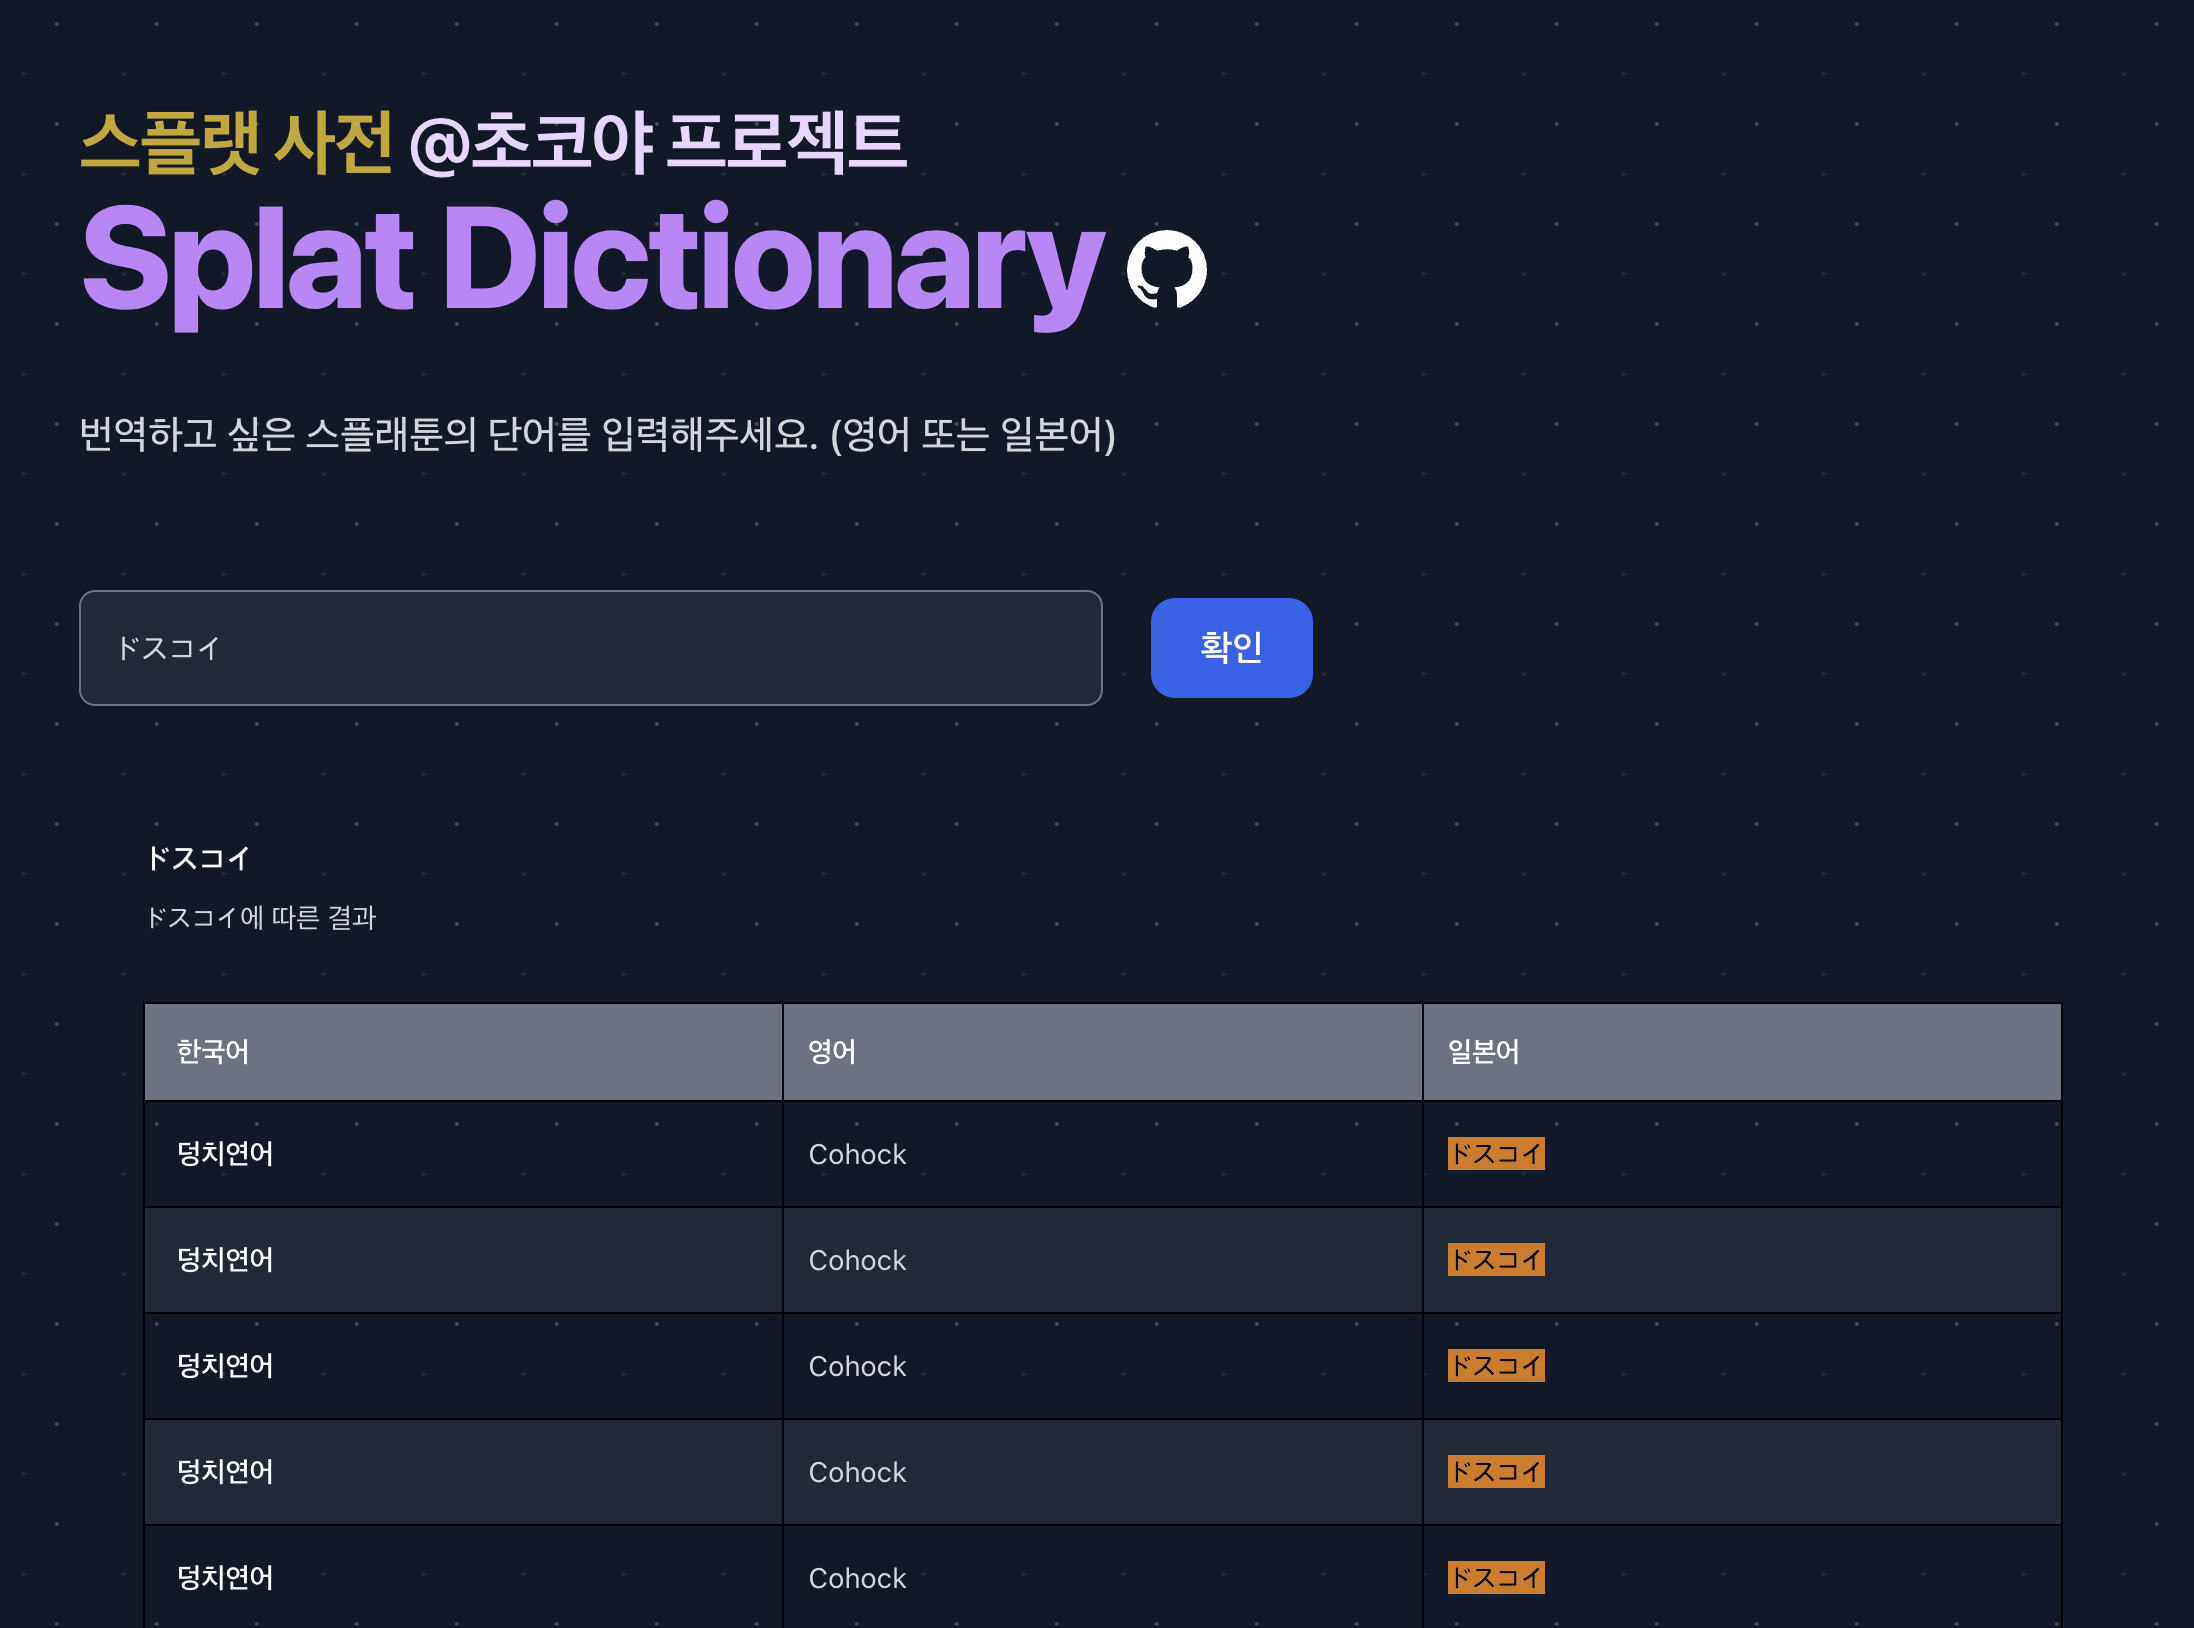 스플랫 사전 @초코야 프로젝트
Splat Dictionary
번역하고 싶은 스플래툰의 단어를 입력해주세요. (영어 또는 일본어)
ドスコイ 확인
ドスコイ
ドスコイ에 따른 결과
한국어 영어 일본어
덩치연어 Cohock ドスコイ
덩치연어 Cohock ドスコイ
덩치연어 Cohock ドスコイ
덩치연어 Cohock ドスコイ
덩치연어 Cohock ドスコイ